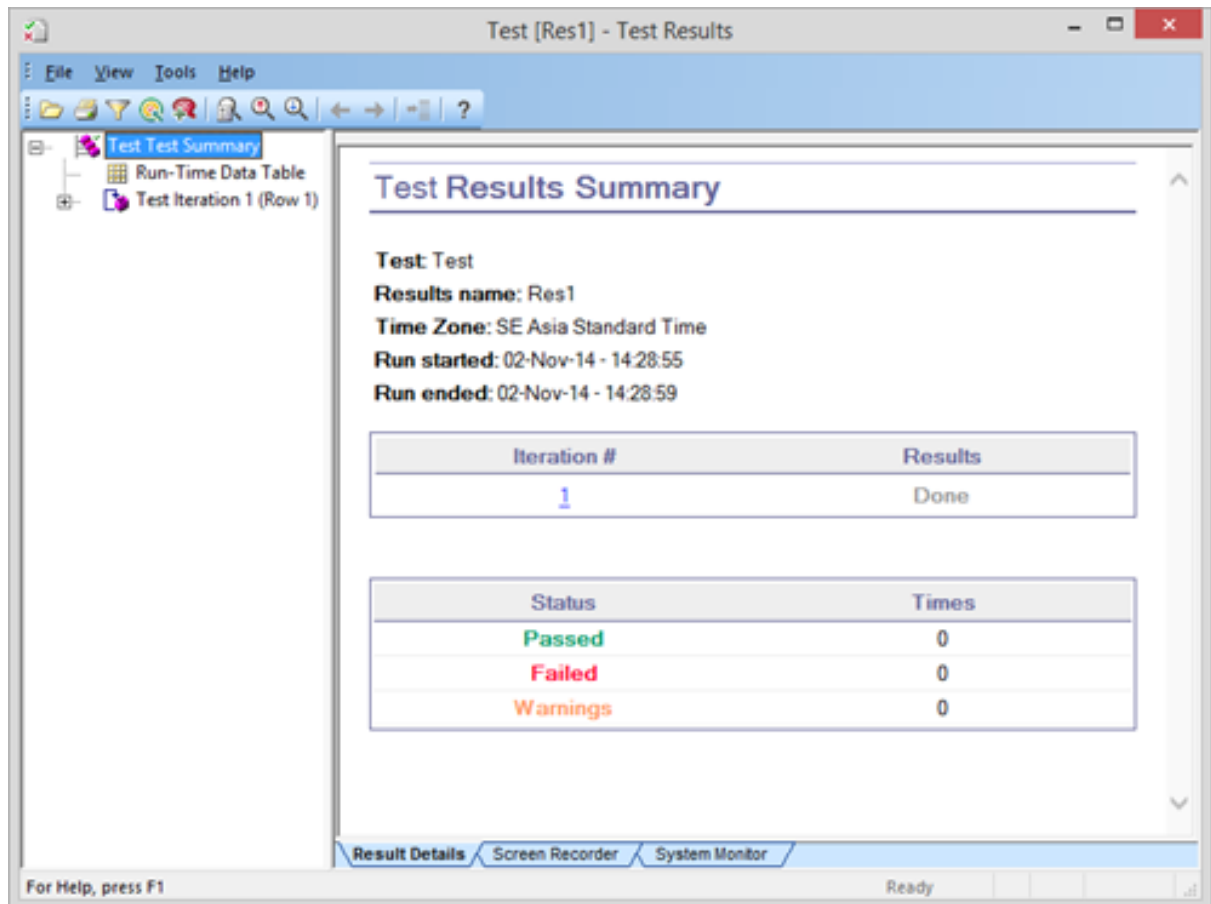 Test [Res1] - Test Results
File View Tools Help
?
Test Test Summary
Run-Time Data Table
Test Iteration 1 (Row 1)
Test Results Summary
Test: Test
Results name: Res1
Time Zone: SE Asia Standard Time
Run started: 02-Nov-14 - 14:28:55
Run ended: 02-Nov-14 - 14:28:59
Iteration # Results
1 Done
Status Times
Passed 0
Failed 0
Warnings 0
Result Details Screen Recorder System Monitor
For Help, press F1 Ready